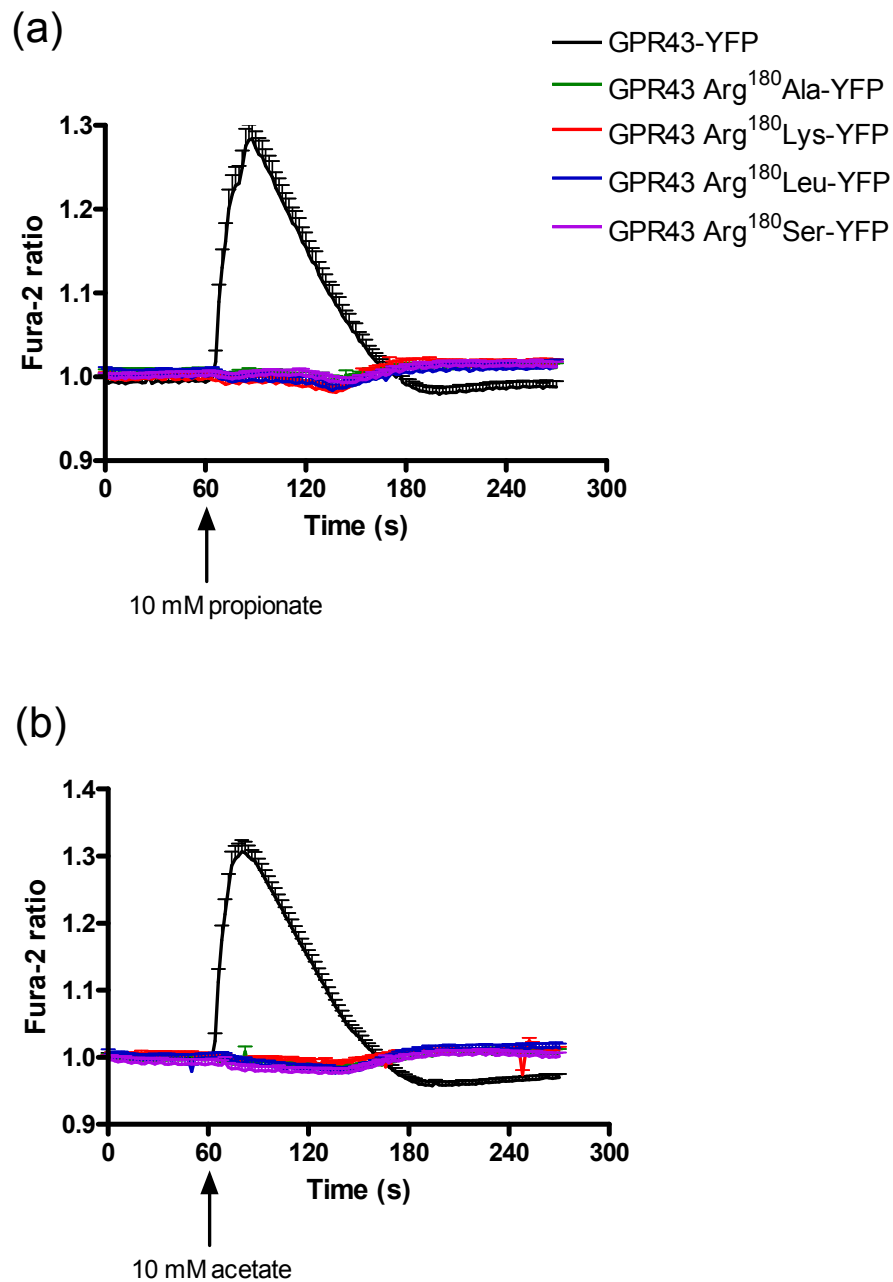 (a)
GPR43-YFP
GPR43 Arg180Ala-YFP
GPR43 Arg180Lys-YFP
GPR43 Arg180Leu-YFP
GPR43 Arg180Ser-YFP
1.3
1.2
1.1
1.0
0.9
Fura-2 ratio
0 60 120 180 240 300
Time (s)
10 mM propionate
(b)
1.4
1.3
1.2
1.1
1.0
0.9
Fura-2 ratio
0 60 120 180 240 300
Time (s)
10 mM acetate